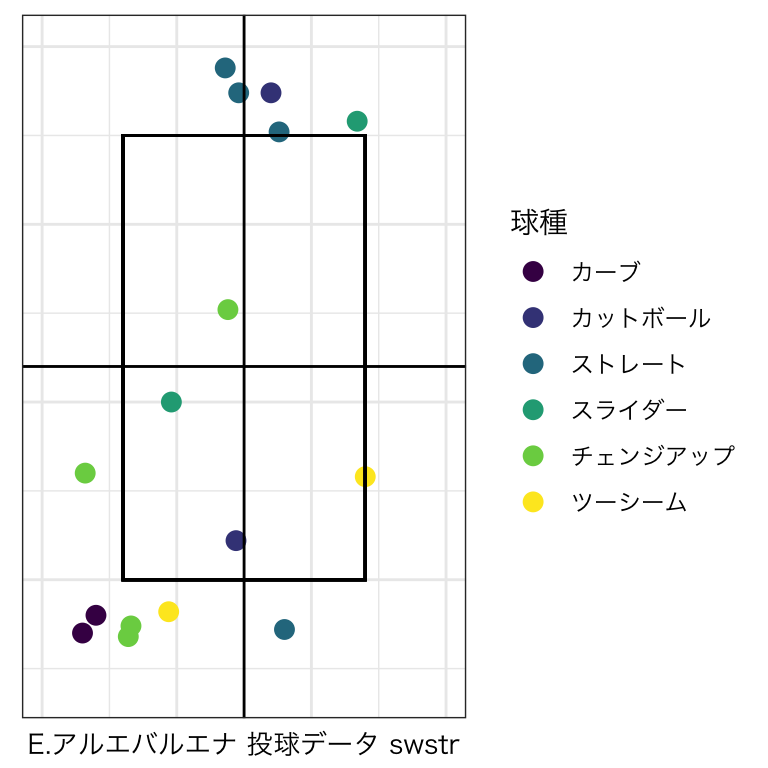 球種
カーブ
カットボール
ストレート
スライダー
チェンジアップ
ツーシーム
E.アルエバルエナ 投球データ swstr